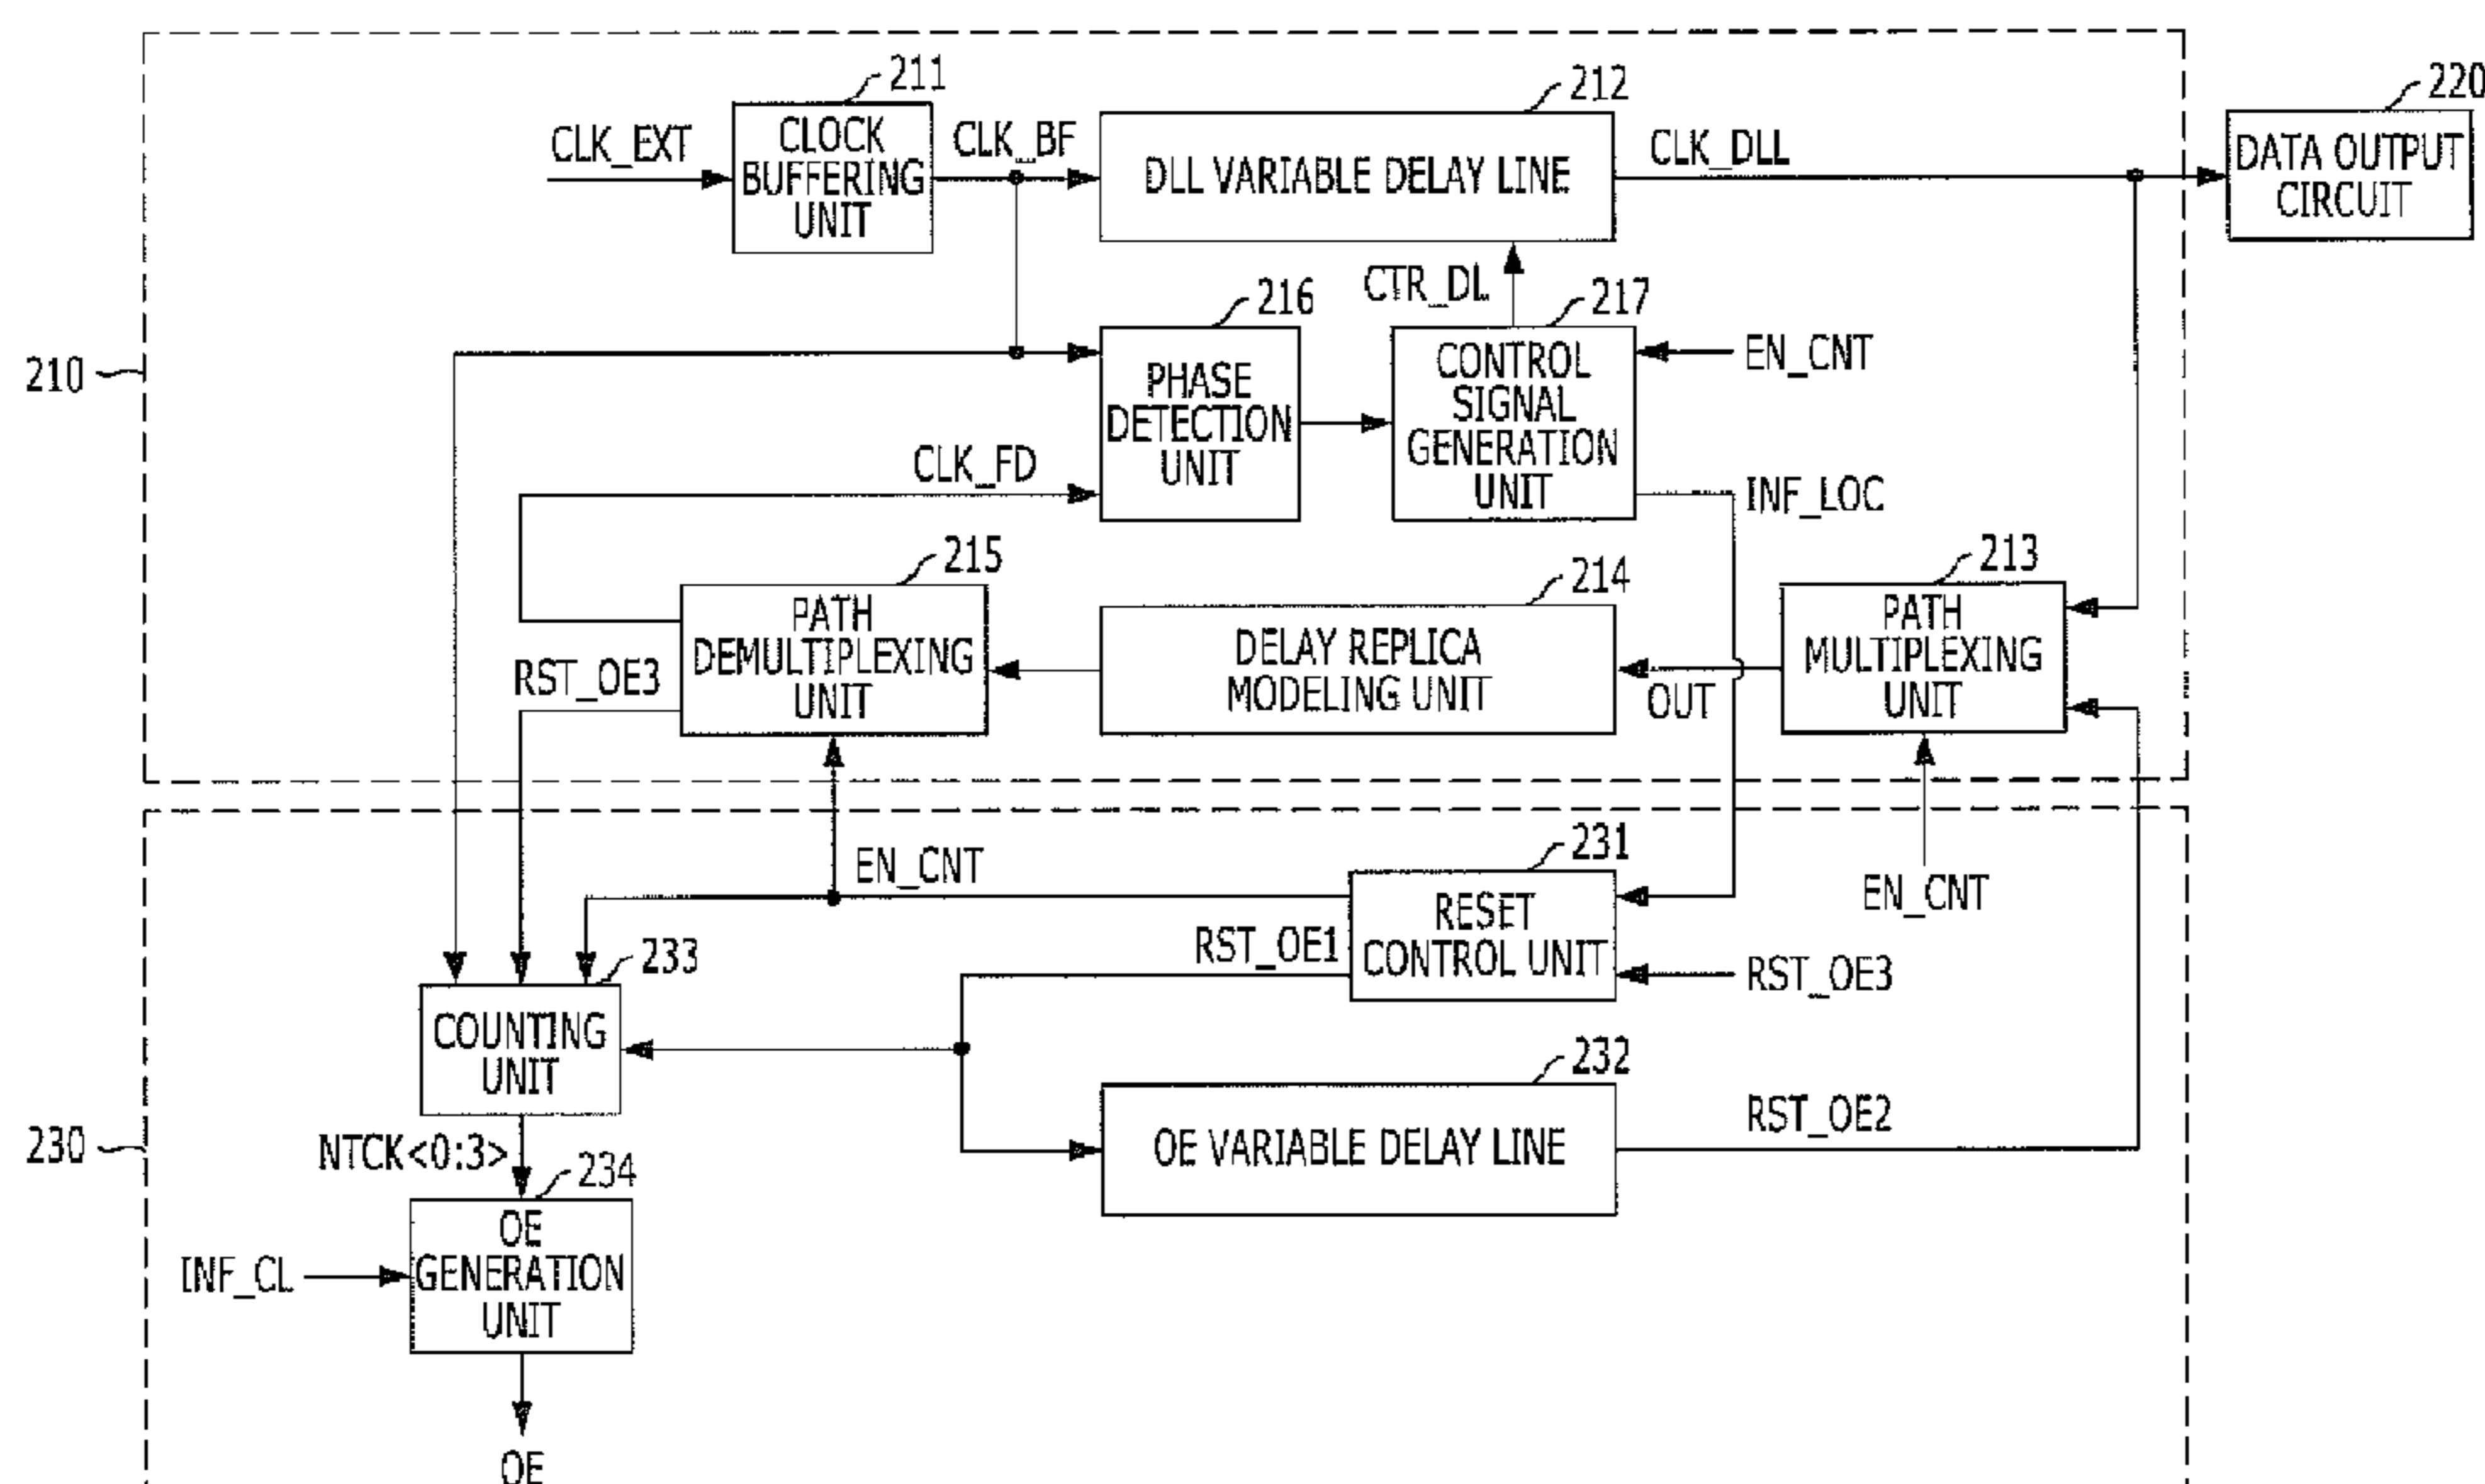 211
212
220
CLK_EXT
CLOCK
BUFFERING
UNIT
CLK_BF
DLL VARIABLE DELAY LINE
CLK_DLL
DATA OUTPUT
CIRCUIT
CTR_DL
216
217
210
PHASE
DETECTION
UNIT
CONTROL
SIGNAL
GENERATION
UNIT
EN_CNT
CLK_FD
INF_LOC
215
214
213
PATH
DEMULTIPLEXING
UNIT
DELAY REPLICA
MODELING UNIT
PATH
MULTIPLEXING
UNIT
RST_OE3
OUT
EN_CNT
231
EN_CNT
RESET
CONTROL UNIT
RST_OE1
RST_OE3
233
COUNTING
UNIT
232
OE VARIABLE DELAY LINE
RST_OE2
230
NTCK<0:3>
234
OE
GENERATION
UNIT
INF_CL
OE